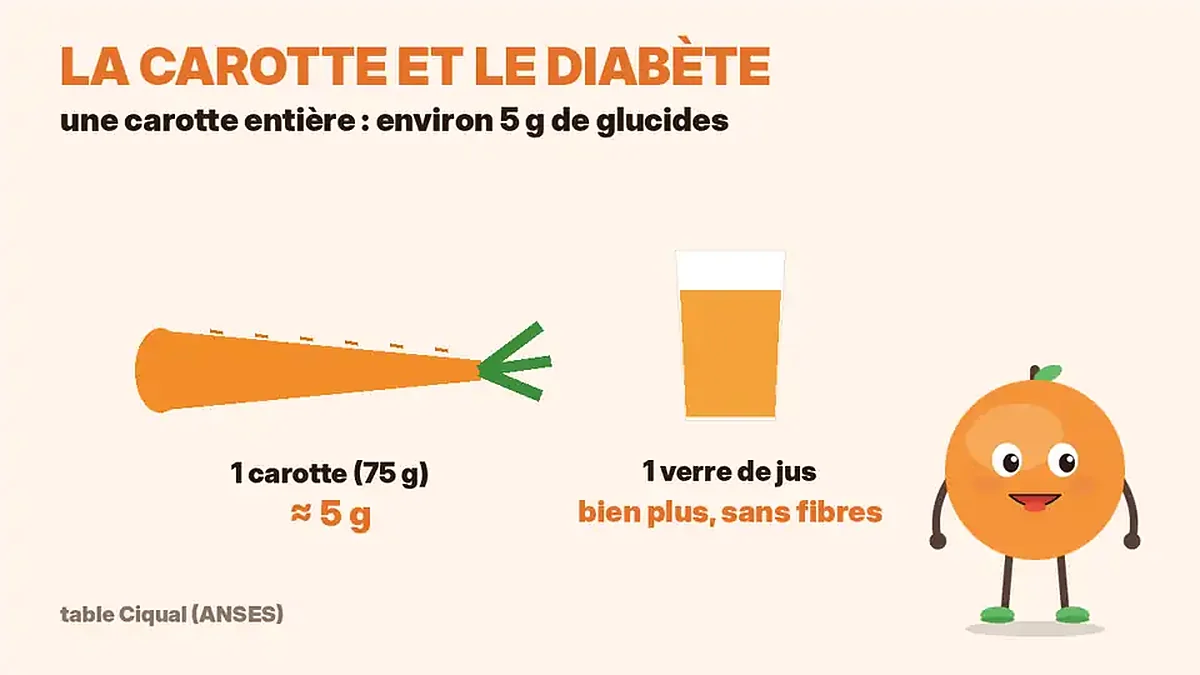 LA CAROTTE ET LE DIABÈTE
une carotte entière : environ 5 g de glucides
1 carotte (75 g)
≈ 5 g
1 verre de jus
bien plus, sans fibres
table Ciqual (ANSES)